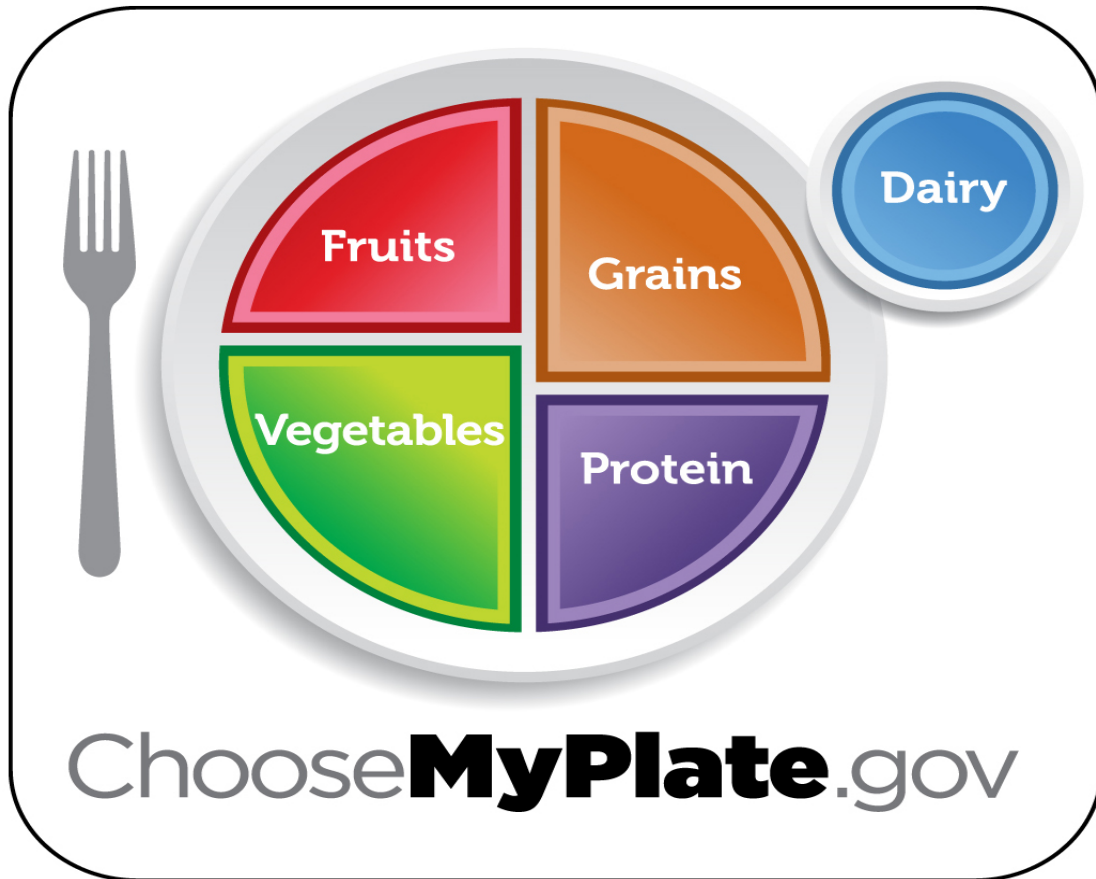 Fruits
Grains
Dairy
Vegetables
Protein
ChooseMyPlate.gov